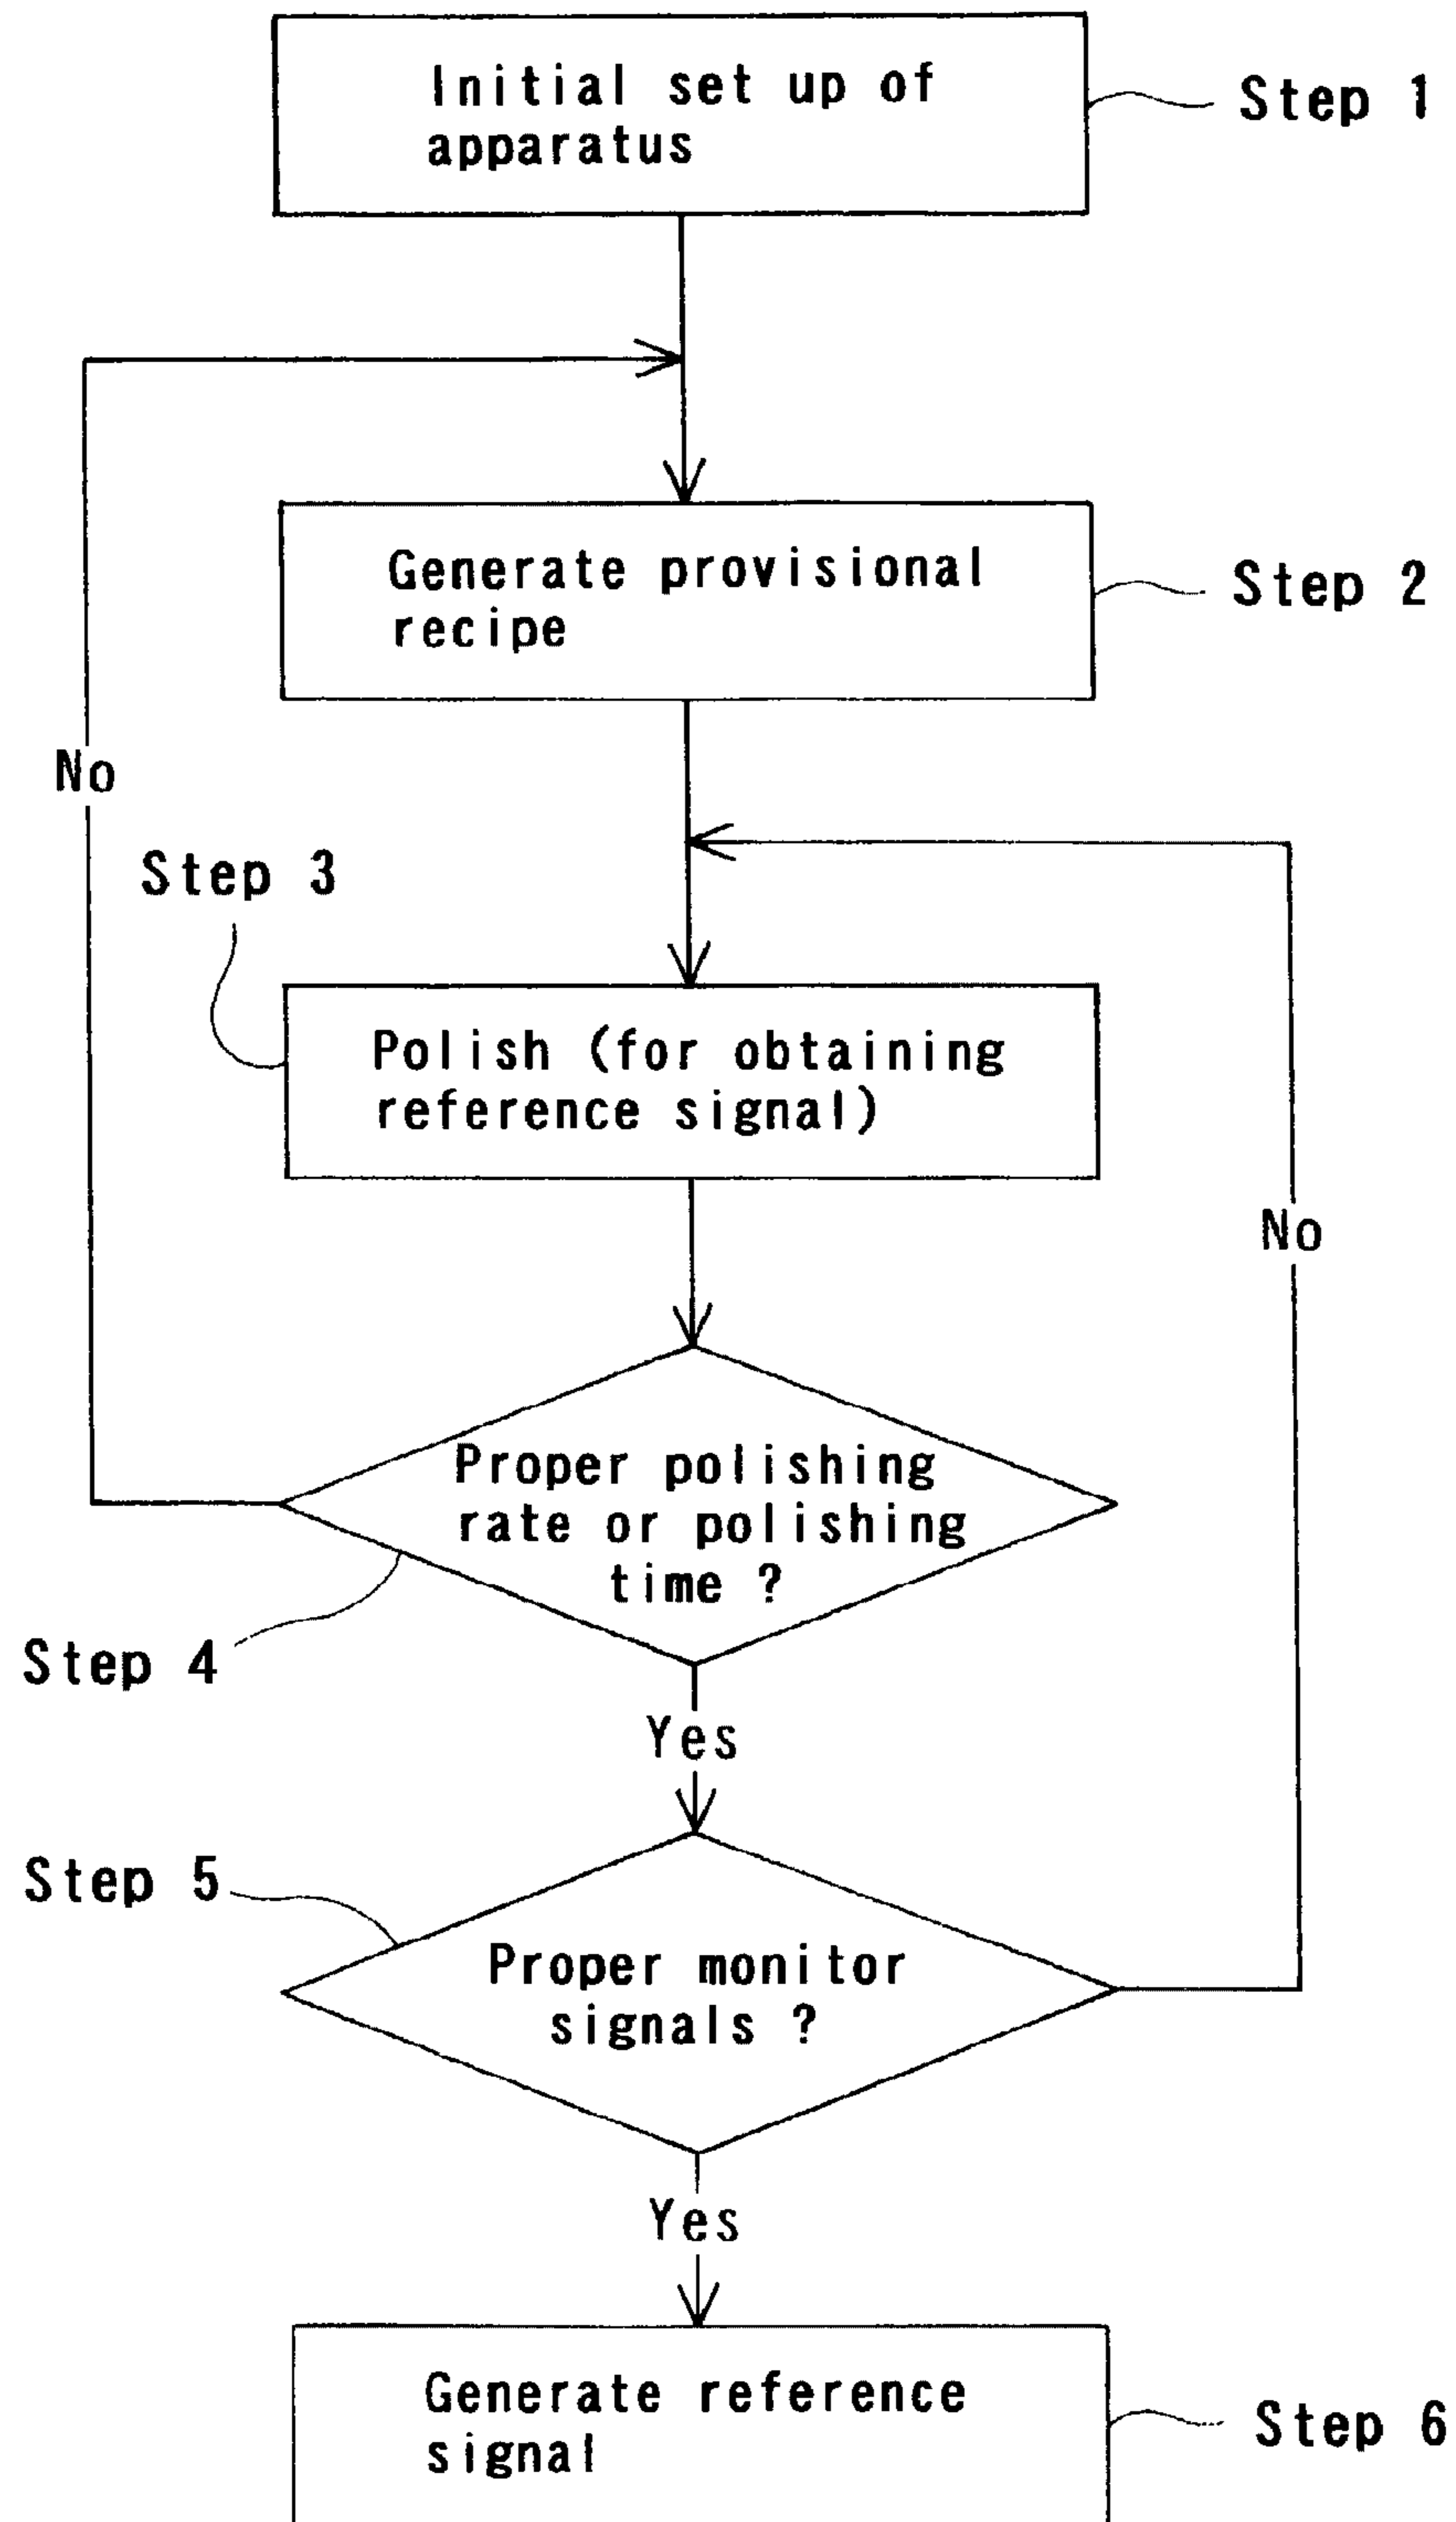 Initial set up of
apparatus
Step 1
Generate provisional
recipe
Step 2
No
Step 3
Polish (for obtaining
reference signal)
No
Proper polishing
rate or polishing
time ?
Step 4
Yes
Step 5
Proper monitor
signals ?
Yes
Generate reference
signal
Step 6